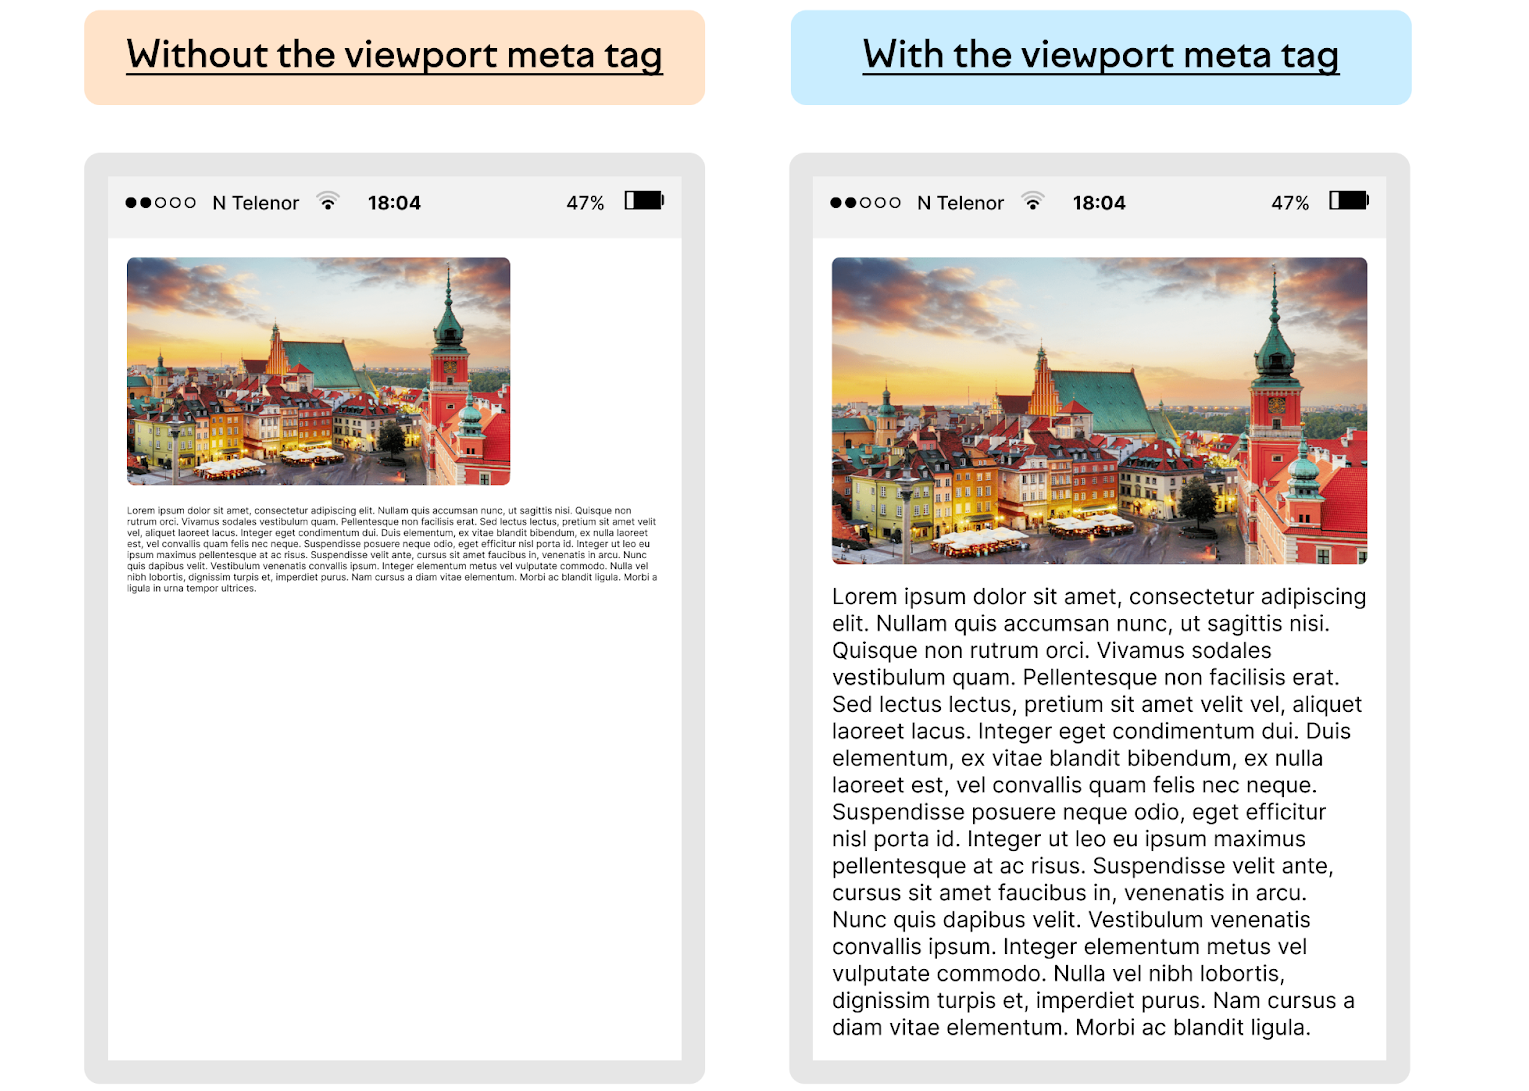 Without the viewport meta tag
With the viewport meta tag
N Telenor 18:04 47%
Lorem ipsum dolor sit amet, consectetur adipiscing elit. Nullam quis accumsan nunc, ut sagittis nisi. Quisque non
rutrum orci. Vivamus sodales vestibulum quam. Pellentesque non facilisis erat. Sed lectus lectus, pretium sit amet velit
vel, aliquet laoreet lacus. Integer eget condimentum dui. Duis elementum, ex vitae blandit bibendum, ex nulla laoreet
est, vel convallis quam felis nec neque. Suspendisse posuere neque odio, eget efficitur nisl porta id. Integer ut leo eu
ipsum maximus pellentesque at ac risus. Suspendisse velit ante, cursus sit amet faucibus in, venenatis in arcu. Nunc
quis dapibus velit. Vestibulum venenatis convallis ipsum. Integer elementum metus vel vulputate commodo. Nulla vel
nibh lobortis, dignissim turpis et, imperdiet purus. Nam cursus a diam vitae elementum. Morbi ac blandit ligula. Morbi a
ligula in urna tempor ultrices.
N Telenor 18:04 47%
Lorem ipsum dolor sit amet, consectetur adipiscing
elit. Nullam quis accumsan nunc, ut sagittis nisi.
Quisque non rutrum orci. Vivamus sodales
vestibulum quam. Pellentesque non facilisis erat.
Sed lectus lectus, pretium sit amet velit vel, aliquet
laoreet lacus. Integer eget condimentum dui. Duis
elementum, ex vitae blandit bibendum, ex nulla
laoreet est, vel convallis quam felis nec neque.
Suspendisse posuere neque odio, eget efficitur
nisl porta id. Integer ut leo eu ipsum maximus
pellentesque at ac risus. Suspendisse velit ante,
cursus sit amet faucibus in, venenatis in arcu.
Nunc quis dapibus velit. Vestibulum venenatis
convallis ipsum. Integer elementum metus vel
vulputate commodo. Nulla vel nibh lobortis,
dignissim turpis et, imperdiet purus. Nam cursus a
diam vitae elementum. Morbi ac blandit ligula.